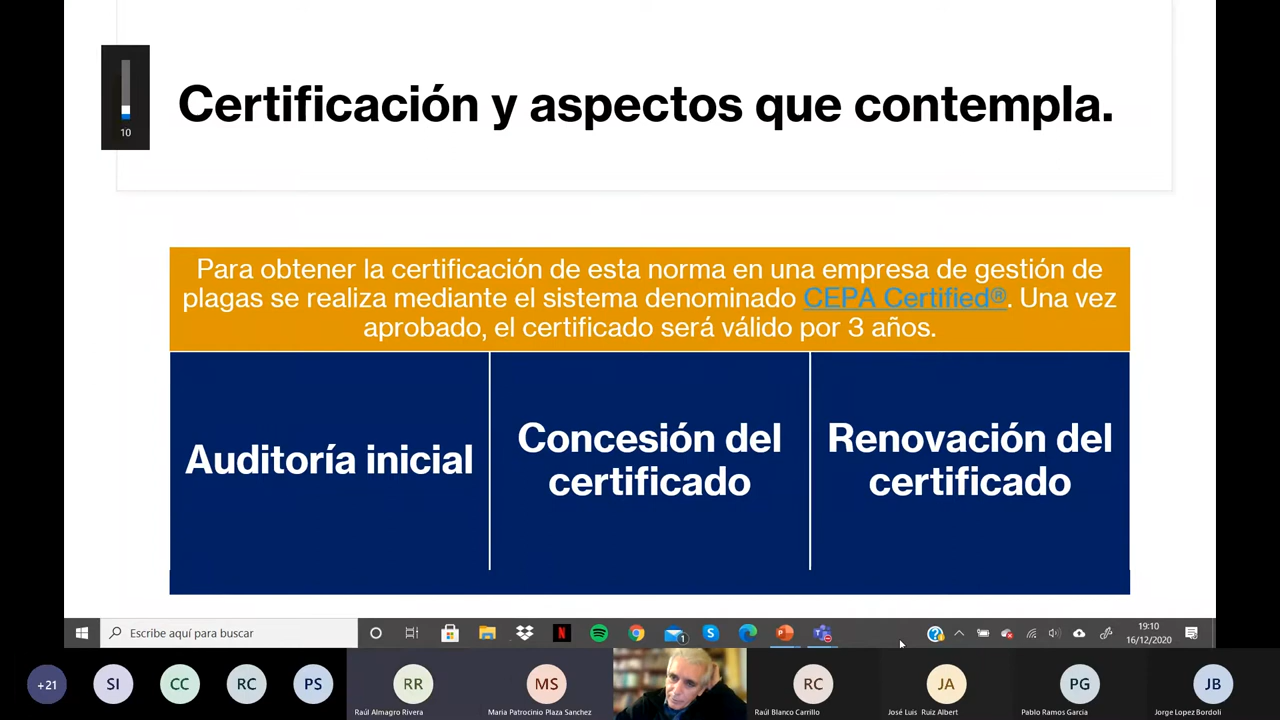 10
Certificación y aspectos que contempla.
Para obtener la certificación de esta norma en una empresa de gestión de
plagas se realiza mediante el sistema denominado CEPA Certified®. Una vez
aprobado, el certificado será válido por 3 años.
Auditoría inicial
Concesión del
certificado
Renovación del
certificado
Escribe aquí para buscar
19:10
16/12/2020
+21
SI
CC
RC
PS
RR
Raúl Almagro Rivera
MS
Maria Patrocinio Plaza Sanchez
RC
Raúl Blanco Carrillo
JA
José Luis Ruiz Albert
PG
Pablo Ramos Garcia
JB
Jorge Lopez Bordoli